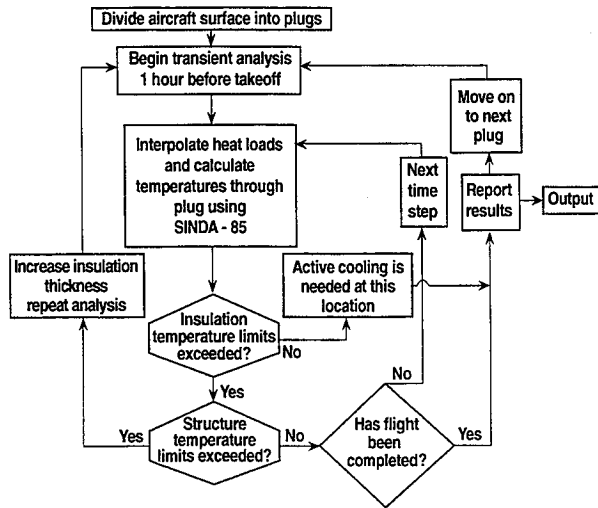 Divide aircraft surface into plugs
Begin transient analysis
1 hour before takeoff
Move on
to next
plug
Interpolate heat loads
and calculate
temperatures through
plug using
SINDA - 85
Next
time
step
Report
results
Output
Increase insulation
thickness
repeat analysis
Active cooling is
needed at this
location
Insulation
temperature limits
exceeded?
No
Yes
No
Structure
temperature
limits exceeded?
Yes
No
Has flight
been
completed?
Yes